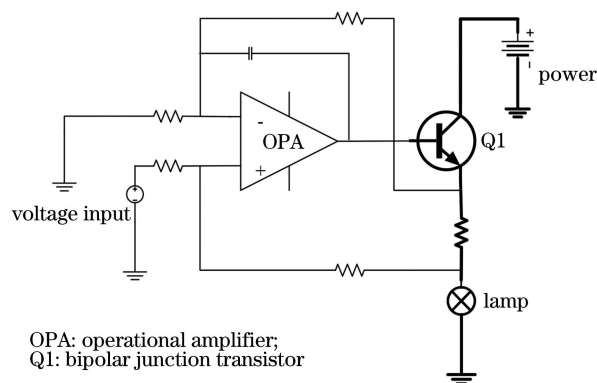 +
-
power
-
OPA
+
Q1
+
-
voltage input
lamp
OPA: operational amplifier;
Q1: bipolar junction transistor